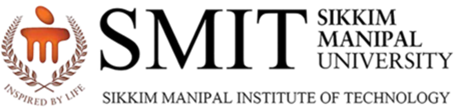 SMIT
SIKKIM
MANIPAL
UNIVERSITY
INSPIRED BY LIFE
SIKKIM MANIPAL INSTITUTE OF TECHNOLOGY